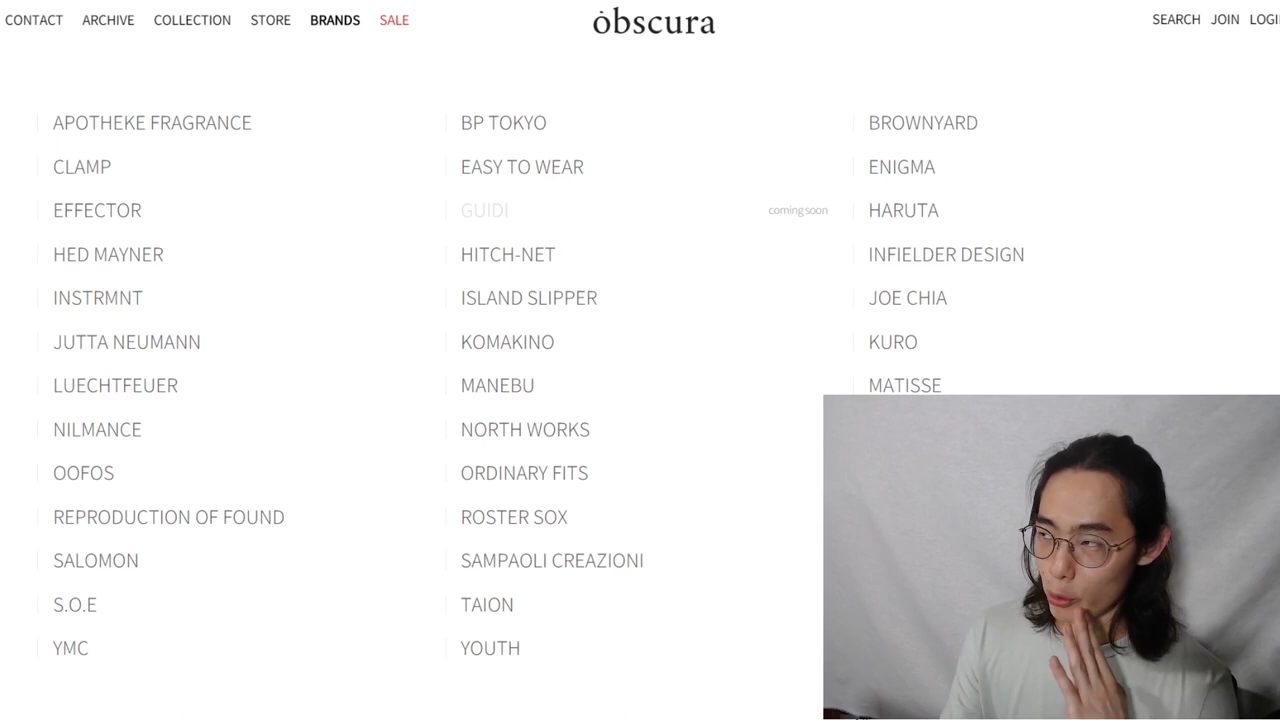 CONTACT ARCHIVE COLLECTION STORE BRANDS SALE obscura SEARCH JOIN
APOTHEKE FRAGRANCE BP TOKYO BROWNYARD
CLAMP EASY TO WEAR ENIGMA
EFFECTOR GUIDI coming soon HARUTA
HED MAYNER HITCH-NET INFIELDER DESIGN
INSTRMNT ISLAND SLIPPER JOE CHIA
JUTTA NEUMANN KOMAKINO KURO
LUECHTFEUER MANEBU MATISSE
NILMANCE NORTH WORKS
OOFOS ORDINARY FITS
REPRODUCTION OF FOUND ROSTER SOX
SALOMON SAMPAOLI CREAZIONI
S.O.E TAION
YMC YOUTH